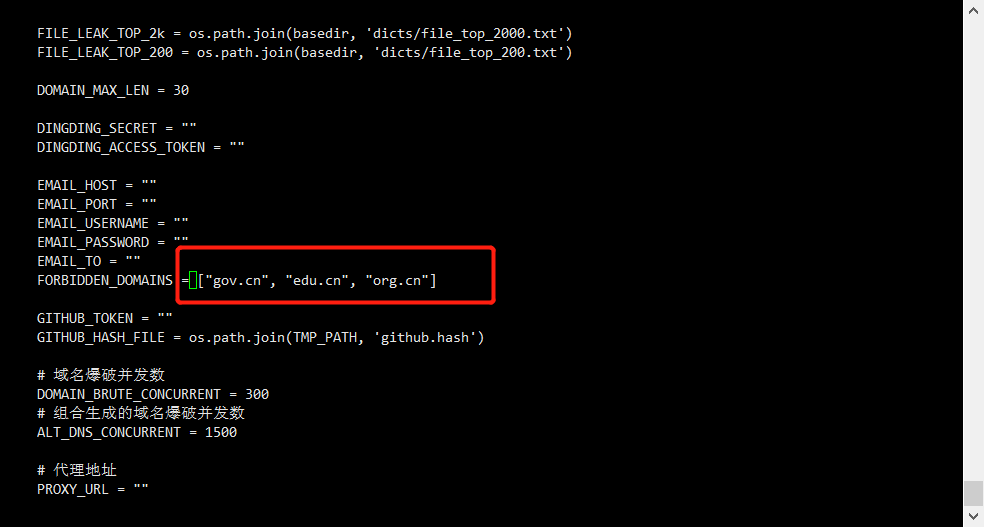 FILE_LEAK_TOP_2k = os.path.join(basedir, 'dicts/file_top_2000.txt')
FILE_LEAK_TOP_200 = os.path.join(basedir, 'dicts/file_top_200.txt')
DOMAIN_MAX_LEN = 30
DINGDING_SECRET = ""
DINGDING_ACCESS_TOKEN = ""
EMAIL_HOST = ""
EMAIL_PORT = ""
EMAIL_USERNAME = ""
EMAIL_PASSWORD = ""
EMAIL_TO = ""
FORBIDDEN_DOMAINS = ["gov.cn", "edu.cn", "org.cn"]
GITHUB_TOKEN = ""
GITHUB_HASH_FILE = os.path.join(TMP_PATH, 'github.hash')
# 域名爆破并发数
DOMAIN_BRUTE_CONCURRENT = 300
# 组合生成的域名爆破并发数
ALT_DNS_CONCURRENT = 1500
# 代理地址
PROXY_URL = ""